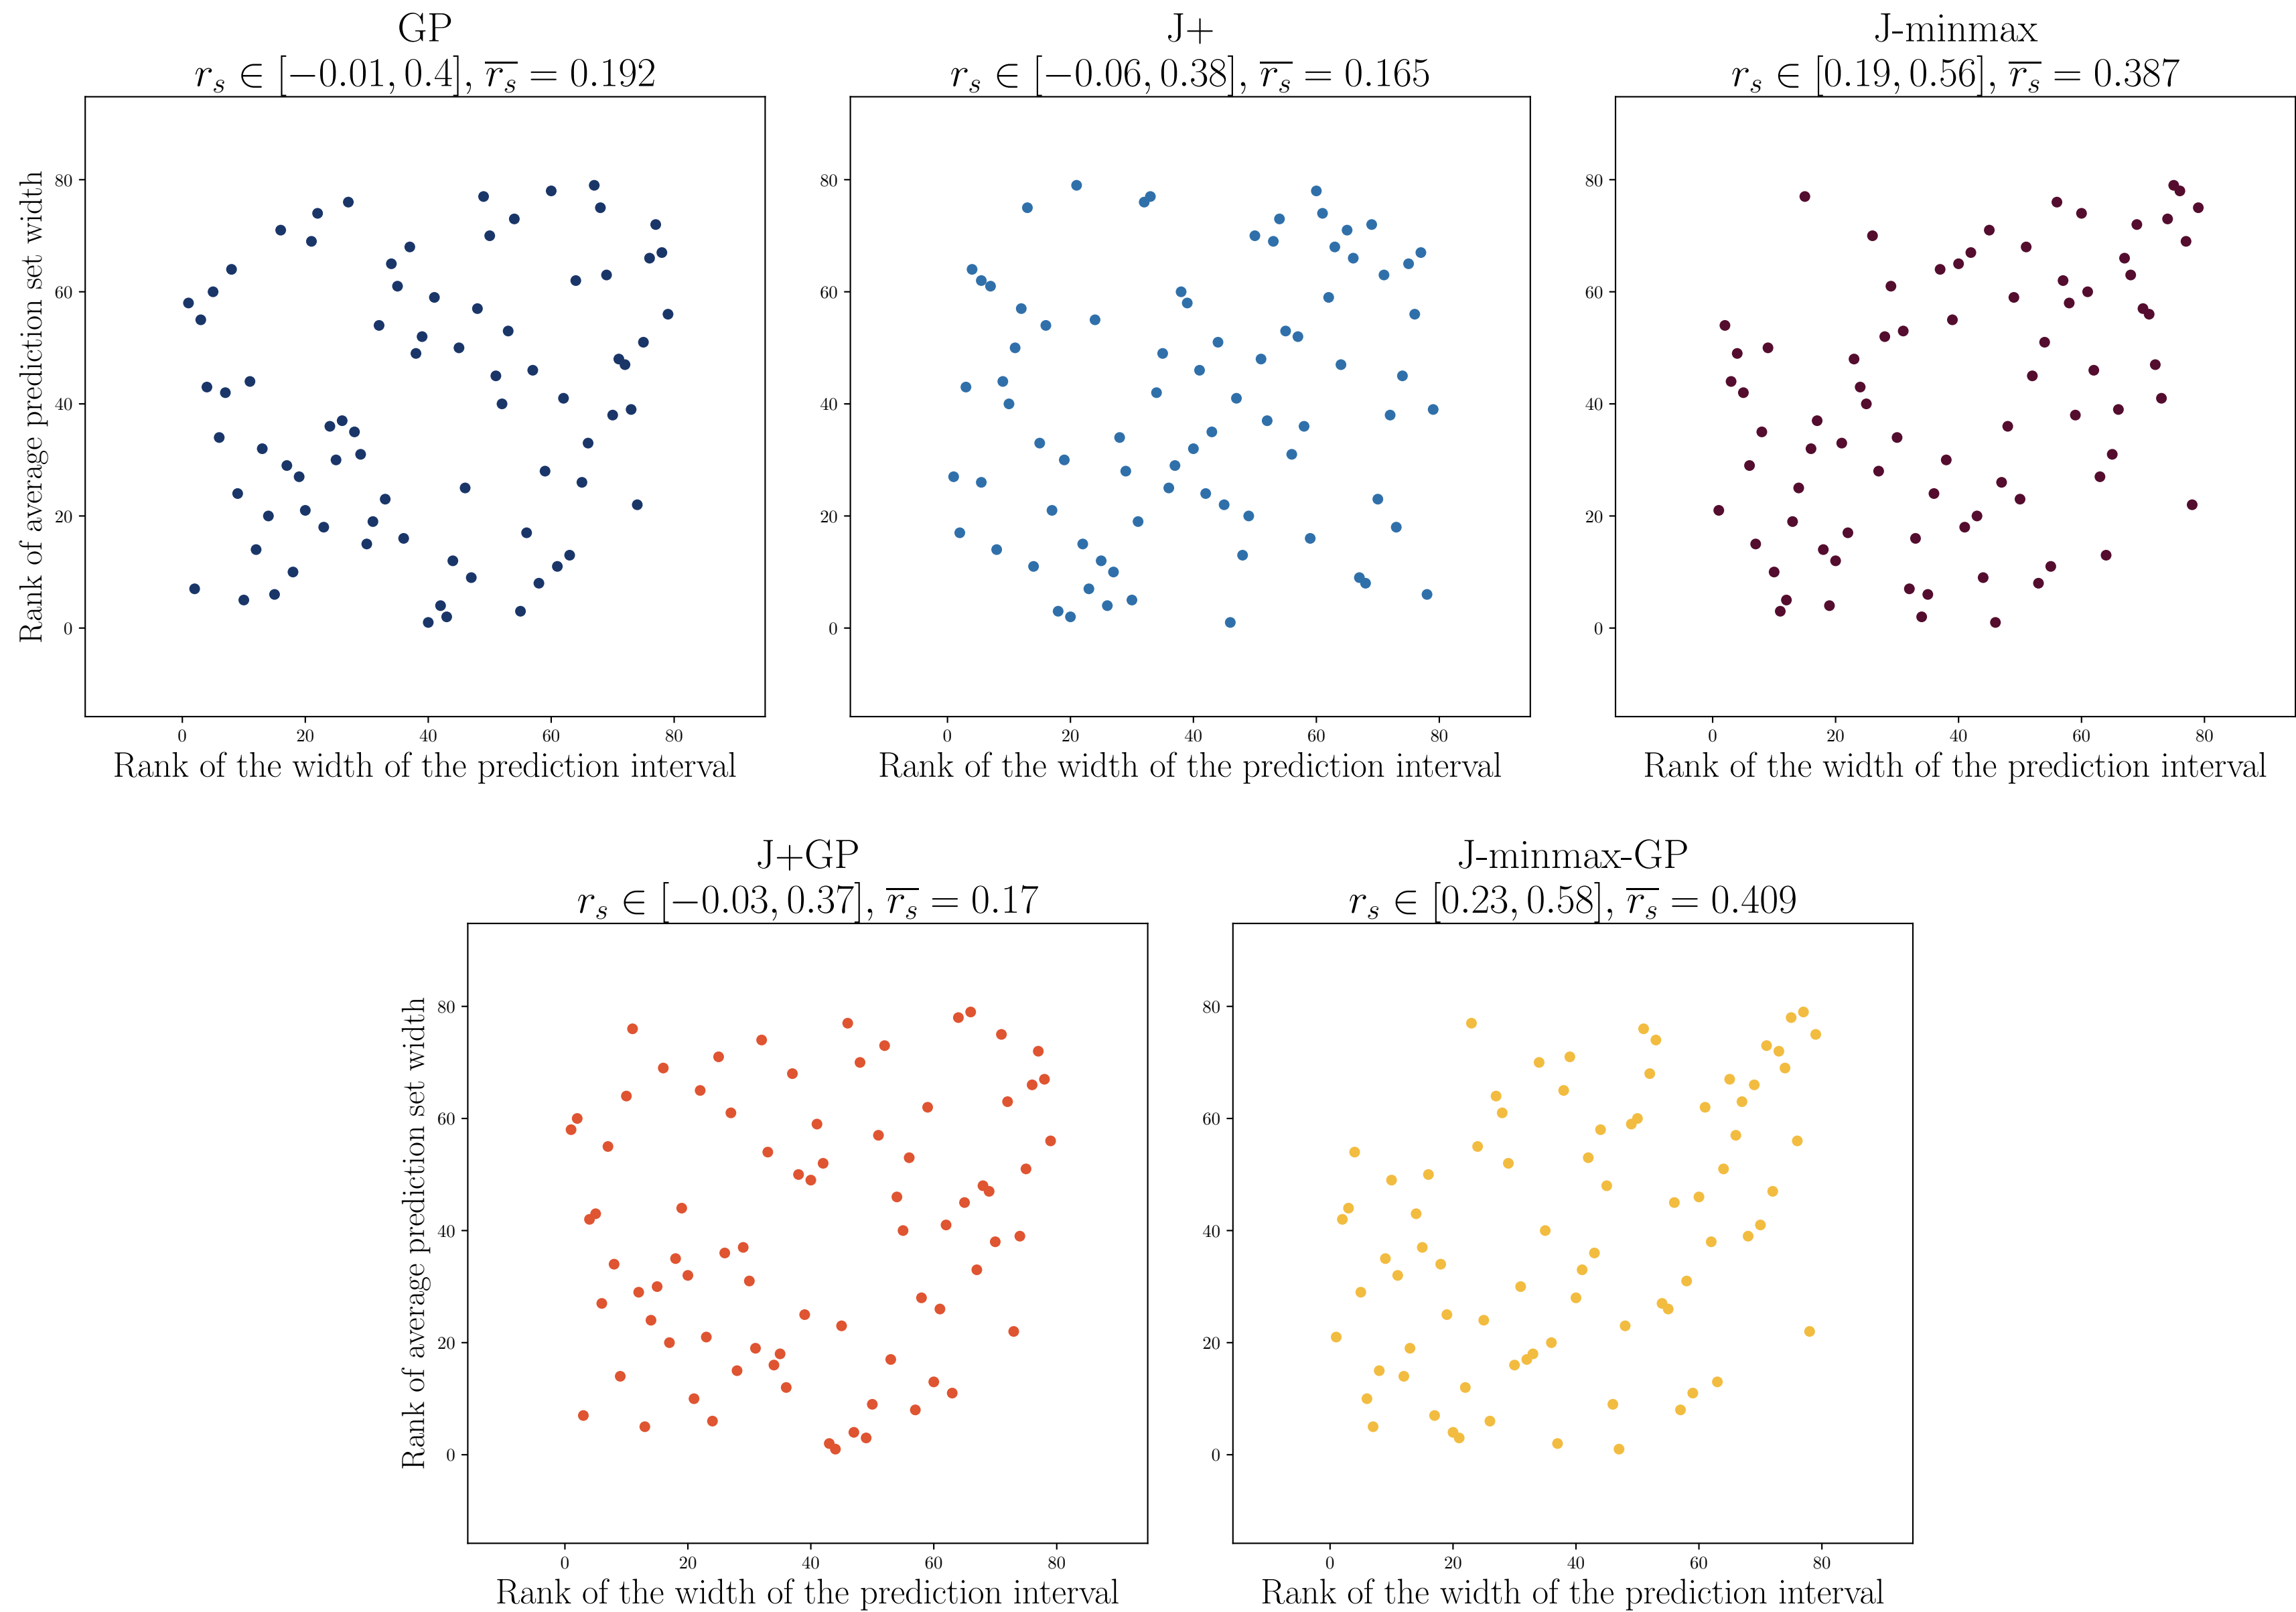 GP
r_s ∈ [−0.01, 0.4], \overline{r_s} = 0.192
Rank of average prediction set width
80
60
40
20
0
0 20 40 60 80
Rank of the width of the prediction interval
J+
r_s ∈ [−0.06, 0.38], \overline{r_s} = 0.165
80
60
40
20
0
0 20 40 60 80
Rank of the width of the prediction interval
J-minmax
r_s ∈ [0.19, 0.56], \overline{r_s} = 0.387
80
60
40
20
0
0 20 40 60 80
Rank of the width of the prediction interval
J+GP
r_s ∈ [−0.03, 0.37], \overline{r_s} = 0.17
Rank of average prediction set width
80
60
40
20
0
0 20 40 60 80
Rank of the width of the prediction interval
J-minmax-GP
r_s ∈ [0.23, 0.58], \overline{r_s} = 0.409
80
60
40
20
0
0 20 40 60 80
Rank of the width of the prediction interval